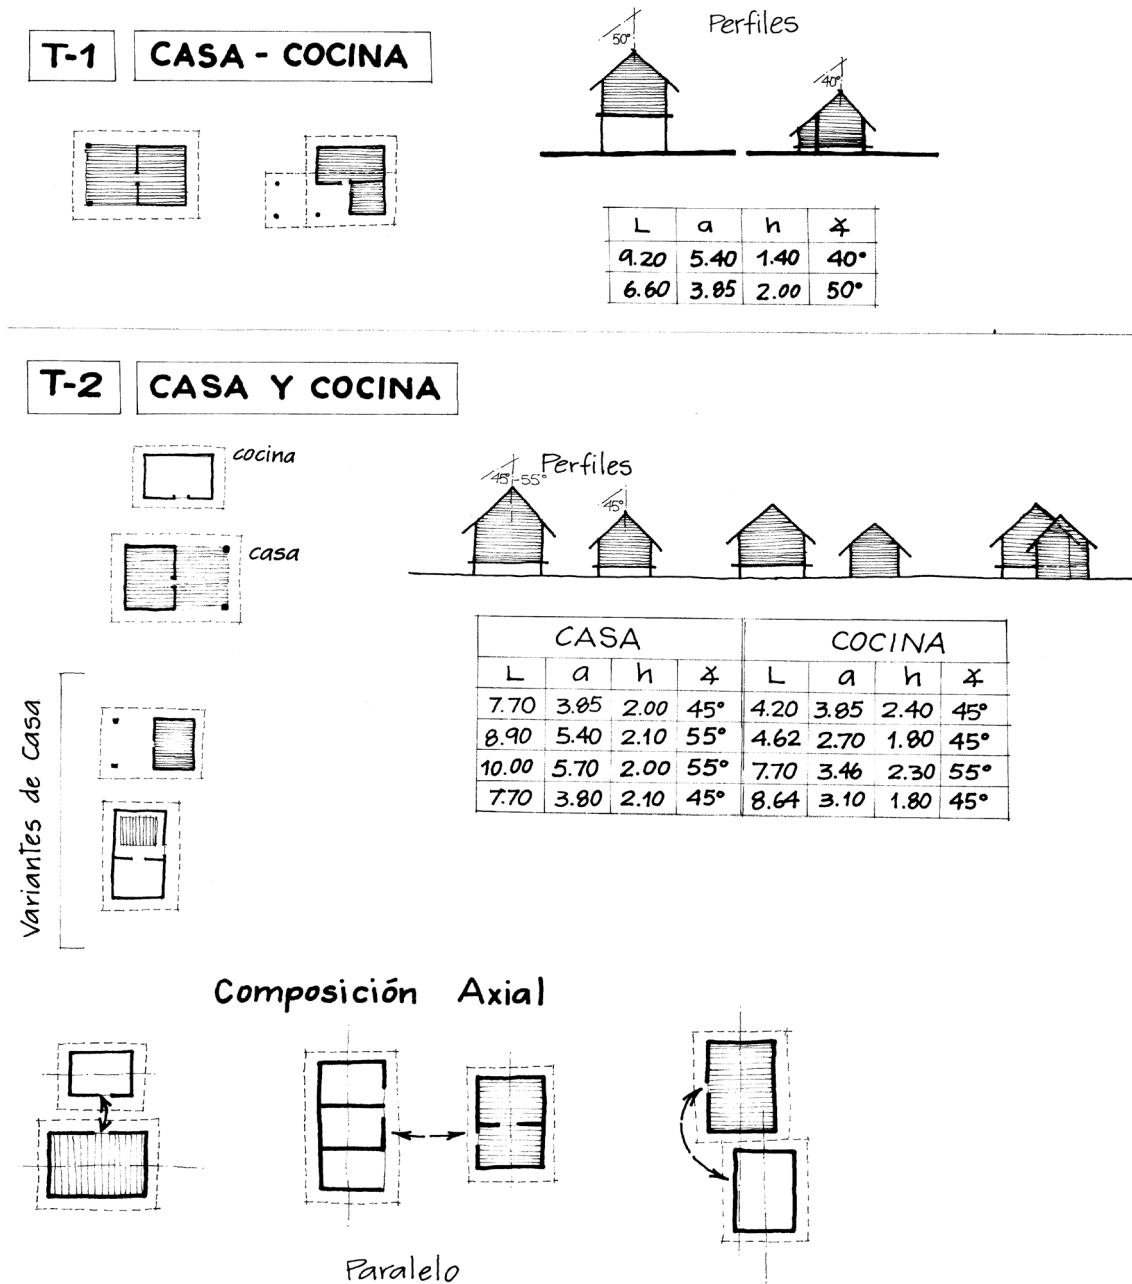 T-1 CASA - COCINA
Perfiles
50°
40°
L a h ∡
9.20 5.40 1.40 40°
6.60 3.85 2.00 50°
T-2 CASA Y COCINA
cocina
casa
Perfiles
45°-55°
45°
CASA COCINA
L a h ∡ L a h ∡
7.70 3.85 2.00 45° 4.20 3.85 2.40 45°
8.90 5.40 2.10 55° 4.62 2.70 1.80 45°
10.00 5.70 2.00 55° 7.70 3.46 2.30 55°
7.70 3.80 2.10 45° 8.64 3.10 1.80 45°
Variantes de Casa
Composición Axial
Paralelo